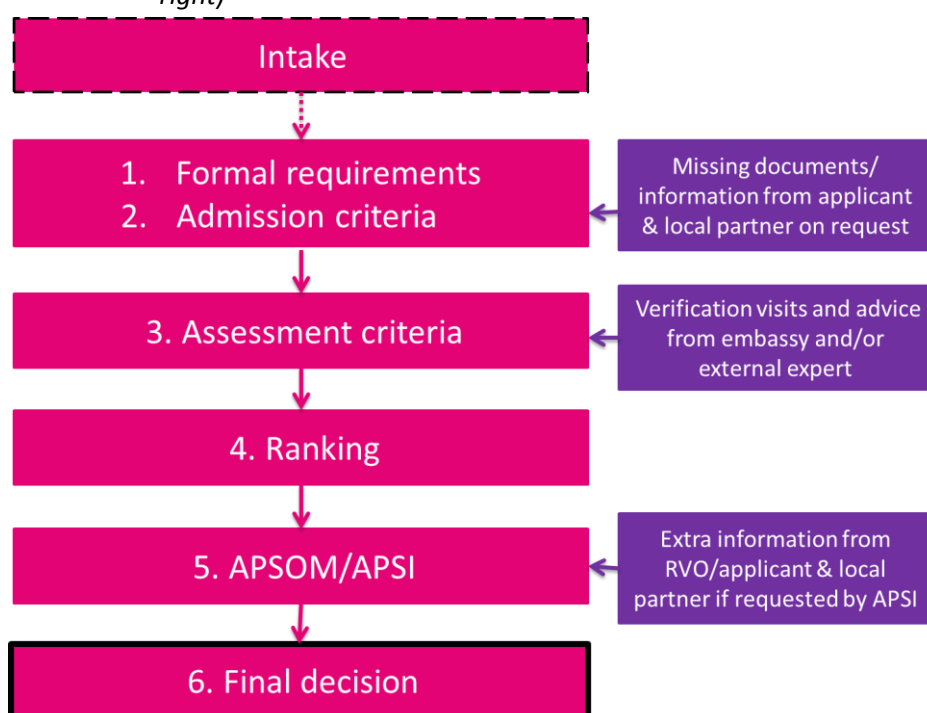 right)
Intake
1. Formal requirements
2. Admission criteria
Missing documents/
information from applicant
& local partner on request
3. Assessment criteria
Verification visits and advice
from embassy and/or
external expert
4. Ranking
5. APSOM/APSI
Extra information from
RVO/applicant & local
partner if requested by APSI
6. Final decision